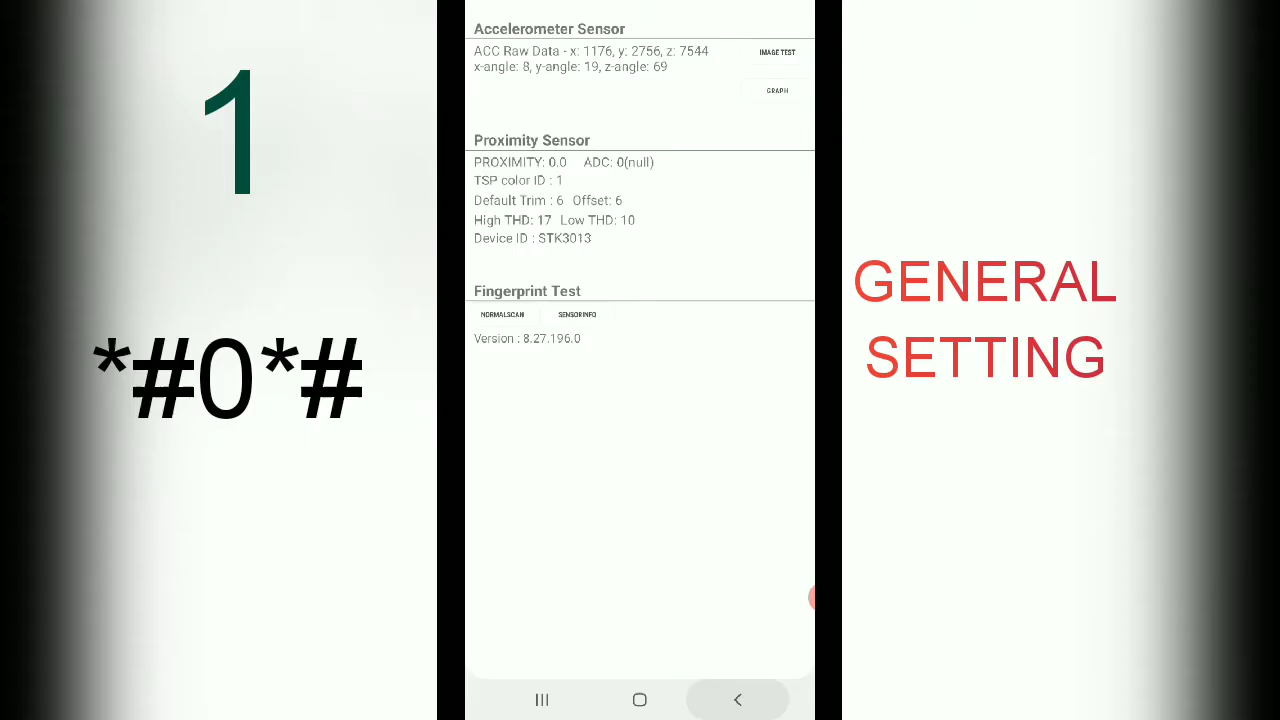 1
*#0*#
Accelerometer Sensor
ACC Raw Data - x: 1176, y: 2756, z: 7544
x-angle: 8, y-angle: 19, z-angle: 69
IMAGE TEST
GRAPH
Proximity Sensor
PROXIMITY: 0.0 ADC: 0(null)
TSP color ID : 1
Default Trim : 6 Offset: 6
High THD: 17 Low THD: 10
Device ID : STK3013
Fingerprint Test
NORMALSCAN SENSORINFO
Version : 8.27.196.0
GENERAL
SETTING